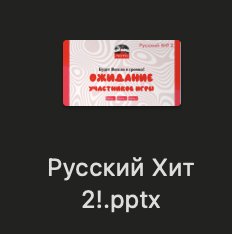 Русский Хит 2
ОЖИДАНИЕ
УЧАСТНИКОВ ИГРЫ
Русский Хит
2!.pptx